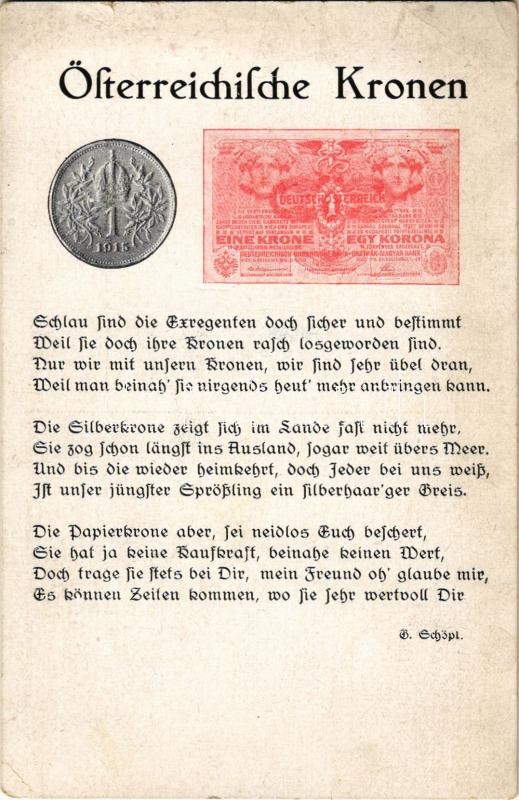 Öſterreichiſche Kronen
1
1915
DEUTSCHÖSTERREICH
1
EINE KRONE
EGY KORONA
Schlau ſind die Exregenten doch ſicher und beſtimmt
Weil ſie doch ihre Kronen raſch losgeworden ſind.
Nur wir mit unſern Kronen, wir ſind ſehr übel dran,
Weil man beinah' ſie nirgends heut' mehr anbringen kann.
Die Silberkrone zeigt ſich im Lande faſt nicht mehr,
Sie zog ſchon längſt ins Ausland, ſogar weit übers Meer.
Und bis die wieder heimkehrt, doch Jeder bei uns weiß,
Iſt unſer jüngſter Sprößling ein ſilberhaar'ger Greis.
Die Papierkrone aber, ſei neidlos Euch beſchert,
Sie hat ja keine Kaufkraft, beinahe keinen Wert,
Doch trage ſie ſtets bei Dir, mein Freund oh' glaube mir,
Es können Zeiten kommen, wo ſie ſehr wertvoll Dir
G. Schöpl.